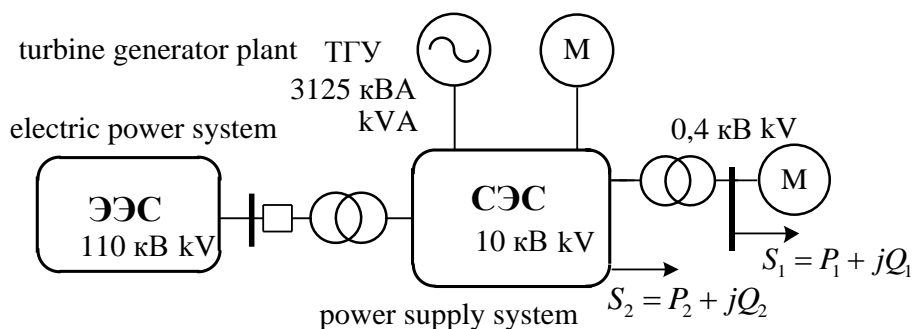 turbine generator plant ТГУ
3125 кВА
kVA
M
electric power system
0,4 кВ kV
M
ЭЭС
110 кВ kV
СЭС
10 кВ kV
S₁ = P₁ + jQ₁
S₂ = P₂ + jQ₂
power supply system